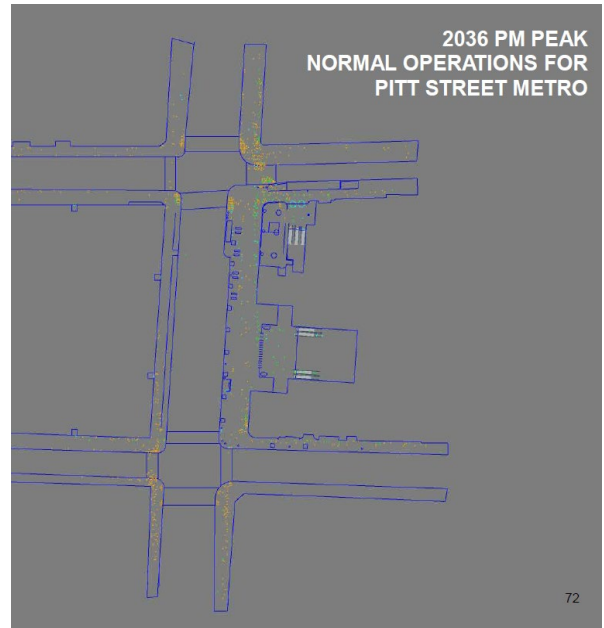 2036 PM PEAK
NORMAL OPERATIONS FOR
PITT STREET METRO
72